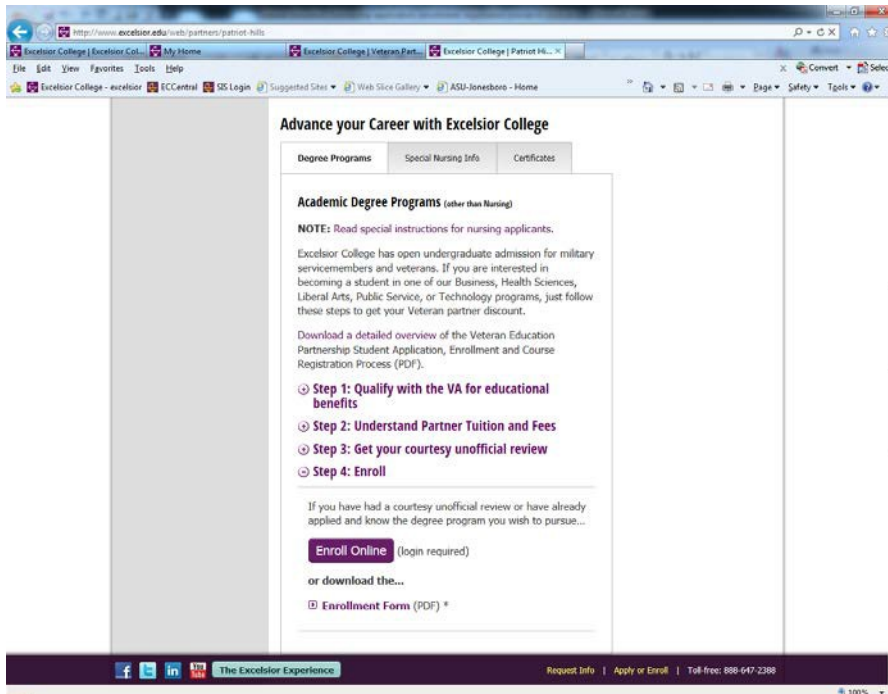 http://www.excelsior.edu/web/partners/patriot-hills
Excelsior College | Excelsior Col... My Home Excelsior College | Veteran Part... Excelsior College | Patriot Hi...
File Edit View Favorites Tools Help
Convert Selec
Excelsior College - excelsior ECCentral SIS Login Suggested Sites Web Slice Gallery ASU-Jonesboro - Home
Page Safety Tools
Advance your Career with Excelsior College
Degree Programs Special Nursing Info Certificates
Academic Degree Programs (other than Nursing)
NOTE: Read special instructions for nursing applicants.
Excelsior College has open undergraduate admission for military
servicemembers and veterans. If you are interested in
becoming a student in one of our Business, Health Sciences,
Liberal Arts, Public Service, or Technology programs, just follow
these steps to get your Veteran partner discount.
Download a detailed overview of the Veteran Education
Partnership Student Application, Enrollment and Course
Registration Process (PDF).
Step 1: Qualify with the VA for educational
benefits
Step 2: Understand Partner Tuition and Fees
Step 3: Get your courtesy unofficial review
Step 4: Enroll
If you have had a courtesy unofficial review or have already
applied and know the degree program you wish to pursue...
Enroll Online (login required)
or download the...
Enrollment Form (PDF) *
f in You Tube The Excelsior Experience Request Info | Apply or Enroll | Toll-free: 888-647-2388
100%